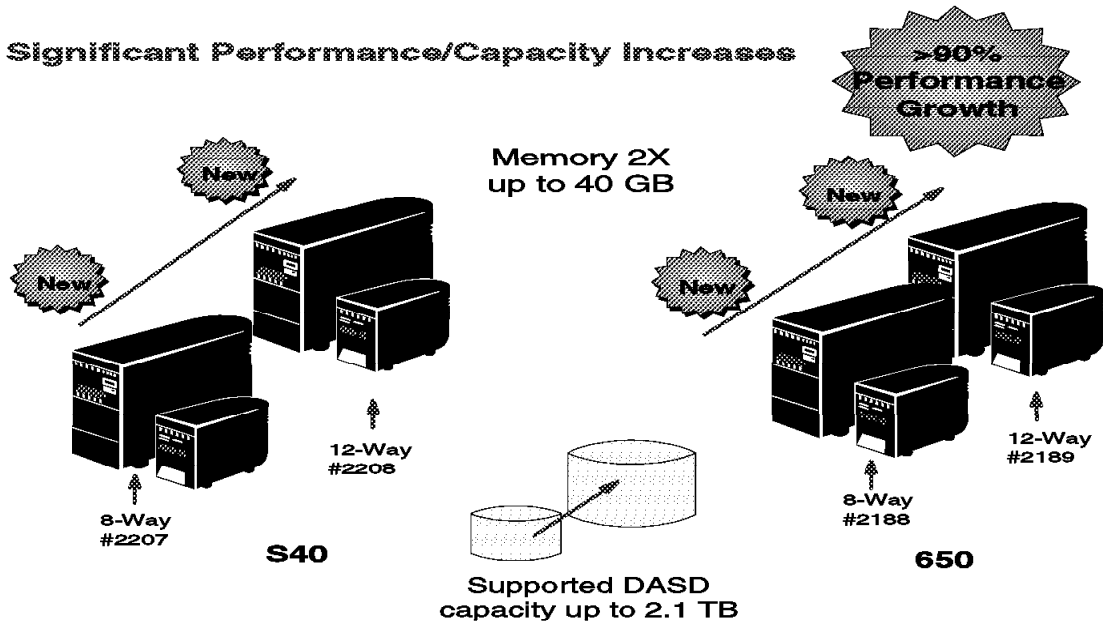 Significant Performance/Capacity Increases
>90%
Performance
Growth
New
Memory 2X
up to 40 GB
New
New
New
12-Way
#2208
8-Way
#2207
S40
12-Way
#2189
8-Way
#2188
650
Supported DASD
capacity up to 2.1 TB